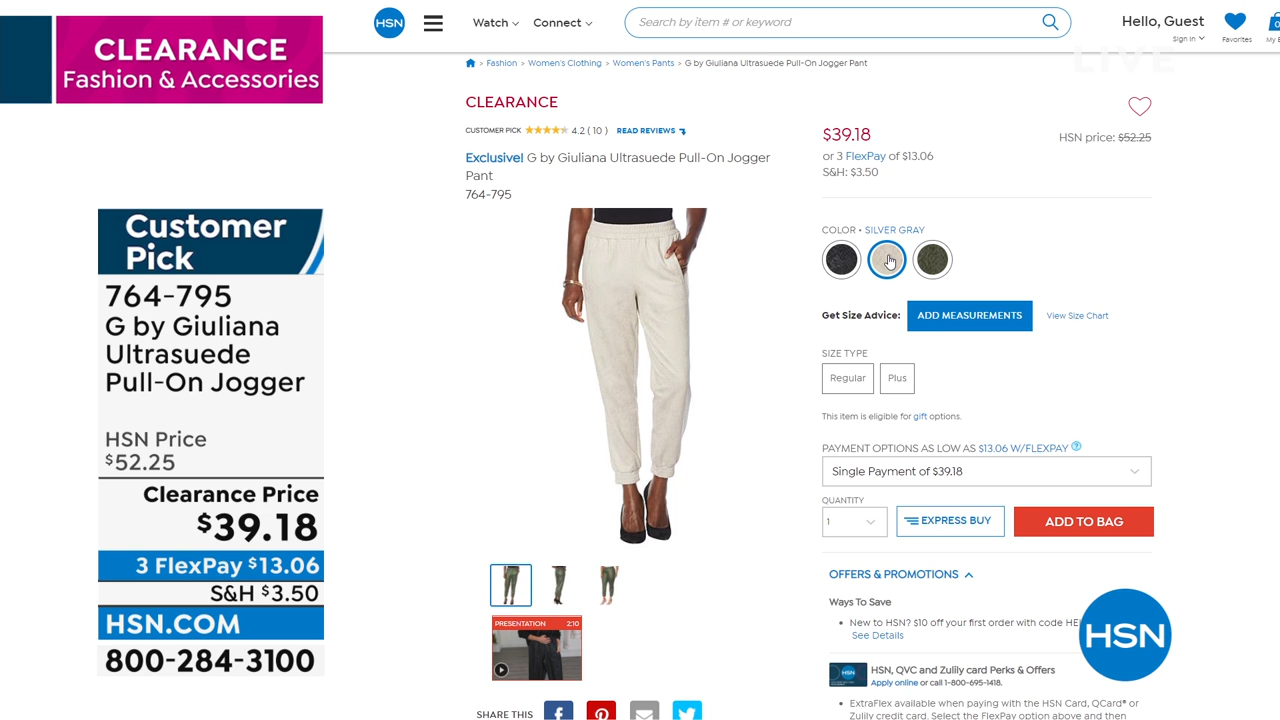 CLEARANCE
Fashion & Accessories
HSN
Watch
Connect
Search by item # or keyword
Hello, Guest
Sign In
Favorites
0
LIVE
Fashion > Women's Clothing > Women's Pants > G by Giuliana Ultrasuede Pull-On Jogger Pant
CLEARANCE
CUSTOMER PICK 4.2 ( 10 ) READ REVIEWS
Exclusive! G by Giuliana Ultrasuede Pull-On Jogger
Pant
764-795
$39.18
HSN price: $52.25
or 3 FlexPay of $13.06
S&H: $3.50
COLOR • SILVER GRAY
Get Size Advice: ADD MEASUREMENTS View Size Chart
SIZE TYPE
Regular Plus
This item is eligible for gift options.
PAYMENT OPTIONS AS LOW AS $13.06 W/FLEXPAY ?
Single Payment of $39.18
QUANTITY
1
EXPRESS BUY
ADD TO BAG
OFFERS & PROMOTIONS
Ways To Save
• New to HSN? $10 off your first order with code
See Details
HSN, QVC and Zulily card Perks & Offers
Apply online or call 1-800-695-1418.
• ExtraFlex available when paying with the HSN Card, QCard® or
Zulily credit card. Select the FlexPay option above and then
PRESENTATION 2:10
SHARE THIS
Customer
Pick
764-795
G by Giuliana
Ultrasuede
Pull-On Jogger
HSN Price
$52.25
Clearance Price
$39.18
3 FlexPay $13.06
S&H $3.50
HSN.COM
800-284-3100
HSN